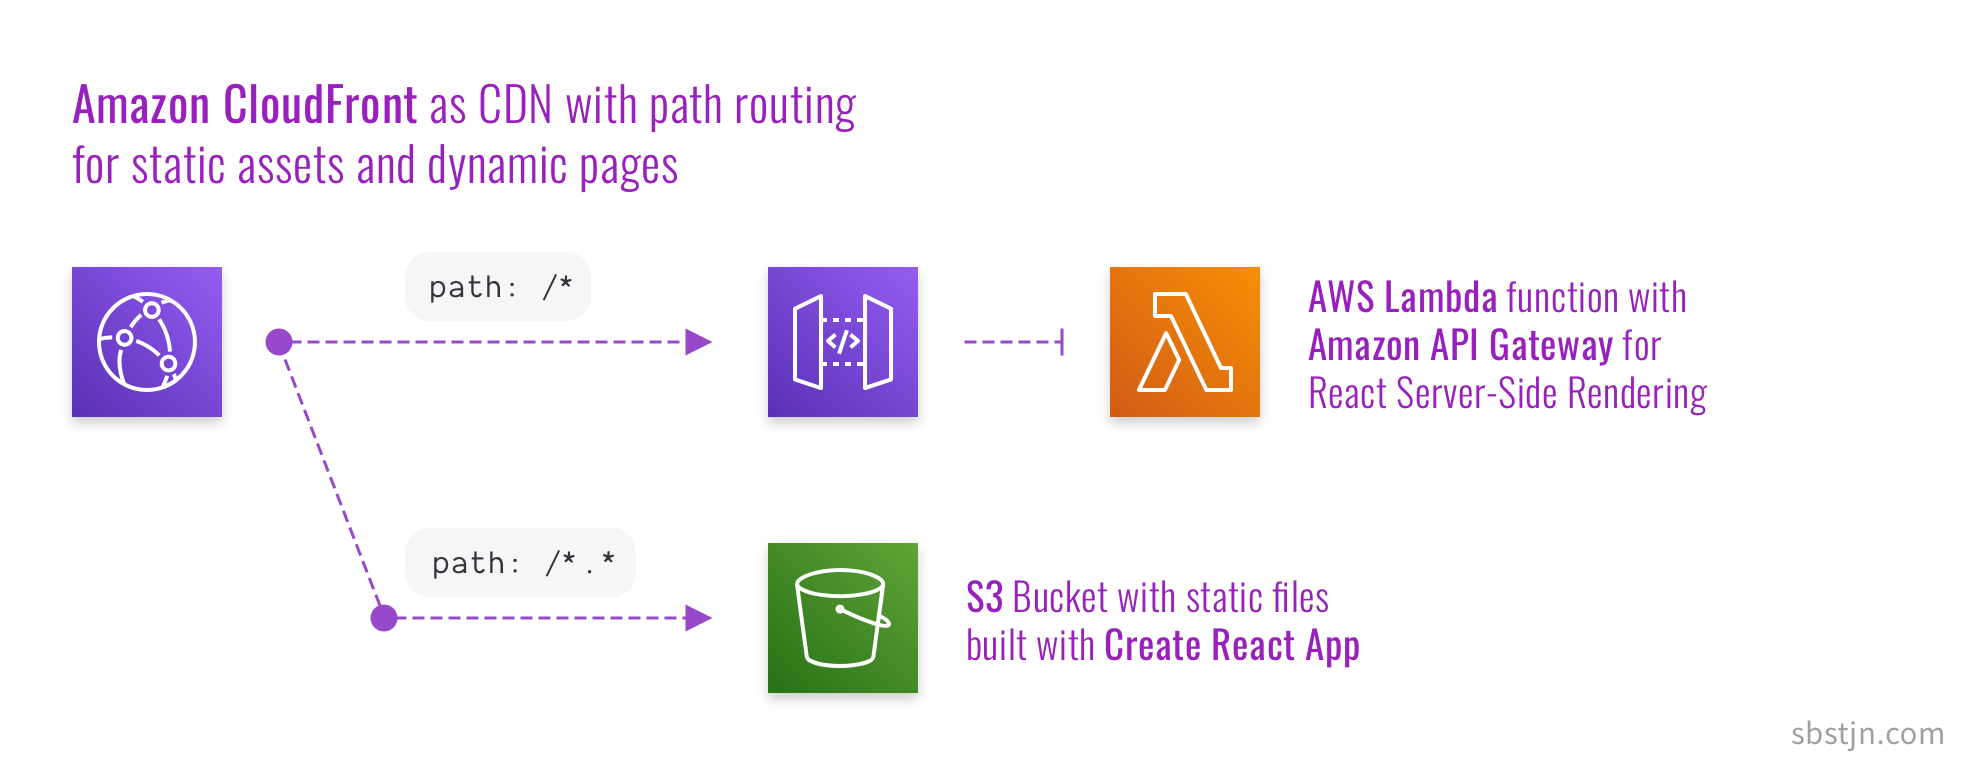 Amazon CloudFront as CDN with path routing
for static assets and dynamic pages
path: /*
</>
AWS Lambda function with
Amazon API Gateway for
React Server-Side Rendering
path: /*.*
S3 Bucket with static files
built with Create React App
sbstjn.com